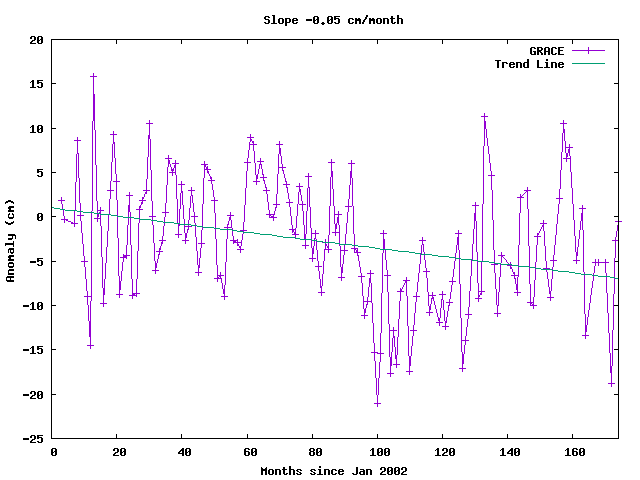 Slope -0.05 cm/month
GRACE
Trend Line
20
15
10
5
0
-5
-10
-15
-20
-25
Anomaly (cm)
0 20 40 60 80 100 120 140 160
Months since Jan 2002